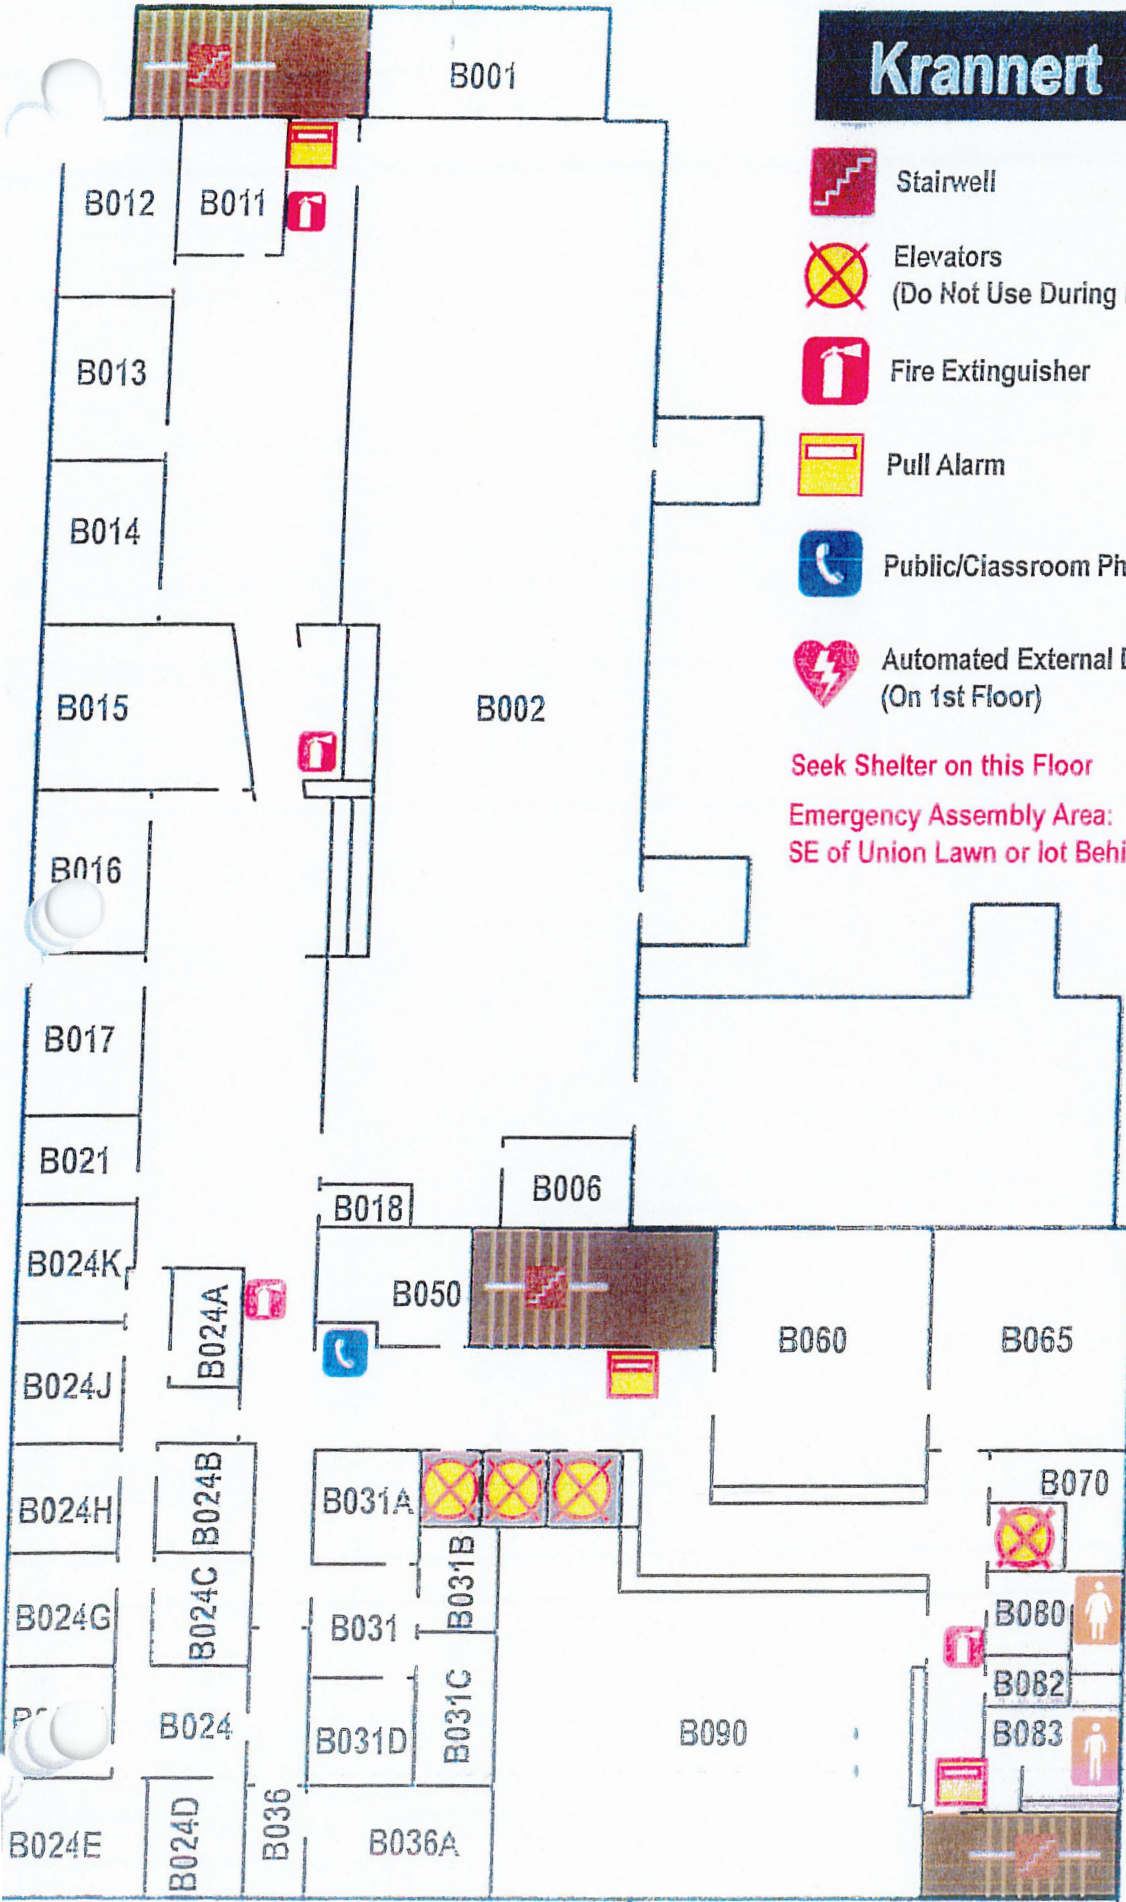 Krannert
Stairwell
Elevators
(Do Not Use During
Fire Extinguisher
Pull Alarm
Public/Classroom Ph
Automated External D
(On 1st Floor)
Seek Shelter on this Floor
Emergency Assembly Area:
SE of Union Lawn or lot Behi
B001
B012
B011
B013
B014
B015
B002
B016
B017
B021
B006
B018
B024K
B050
B024A
B060
B065
B024J
B024B
B031A
B070
B024H
B031B
B024C
B024G
B031
B080
B082
B024
B031D
B031C
B090
B083
B024E
B024D
B036
B036A